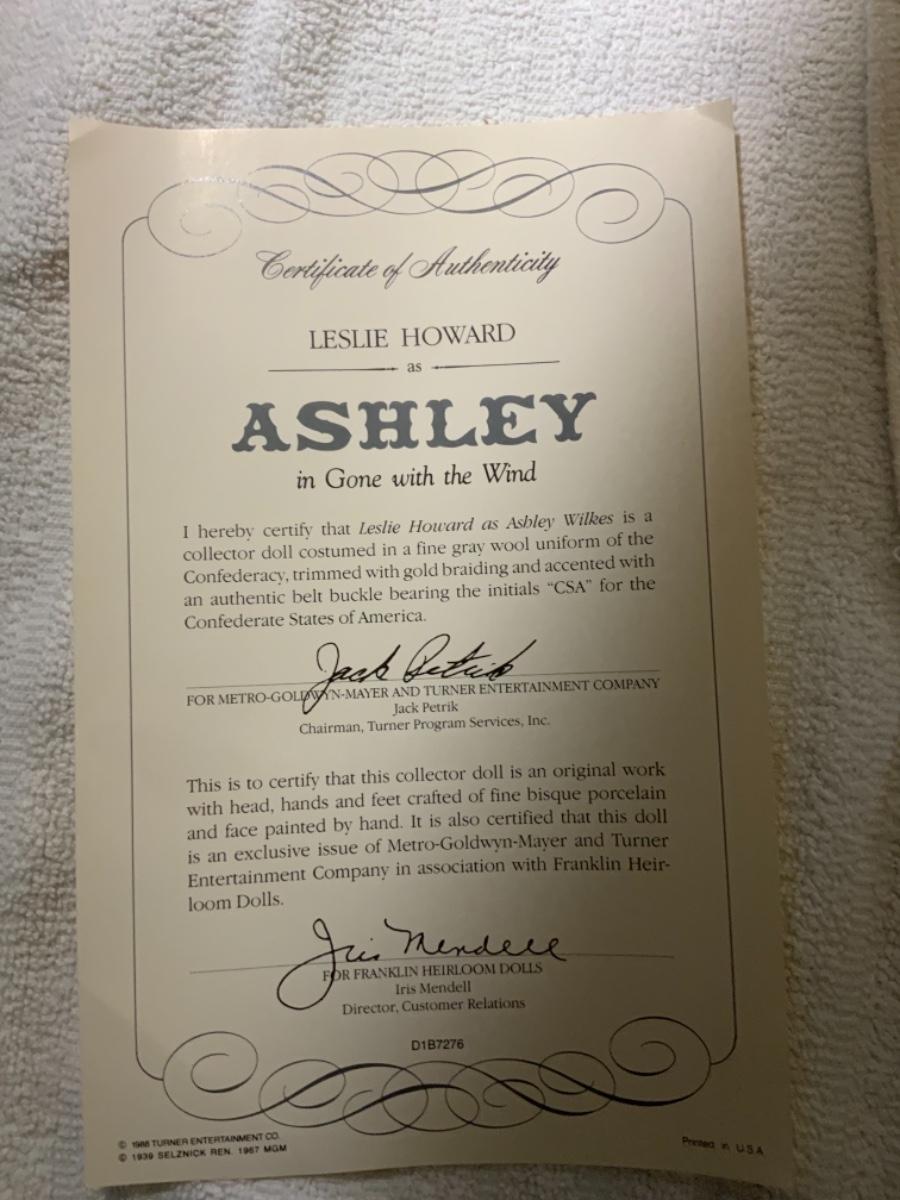 Certificate of Authenticity
LESLIE HOWARD
as
ASHLEY
in Gone with the Wind
I hereby certify that Leslie Howard as Ashley Wilkes is a
collector doll costumed in a fine gray wool uniform of the
Confederacy, trimmed with gold braiding and accented with
an authentic belt buckle bearing the initials “CSA” for the
Confederate States of America.
Jack Petrik
FOR METRO-GOLDWYN-MAYER AND TURNER ENTERTAINMENT COMPANY
Jack Petrik
Chairman, Turner Program Services, Inc.
This is to certify that this collector doll is an original work
with head, hands and feet crafted of fine bisque porcelain
and face painted by hand. It is also certified that this doll
is an exclusive issue of Metro-Goldwyn-Mayer and Turner
Entertainment Company in association with Franklin Heir-
loom Dolls.
Iris Mendell
FOR FRANKLIN HEIRLOOM DOLLS
Iris Mendell
Director, Customer Relations
D1B7276
© 1988 TURNER ENTERTAINMENT CO.
© 1939 SELZNICK REN. 1967 MGM
Printed in U.S.A